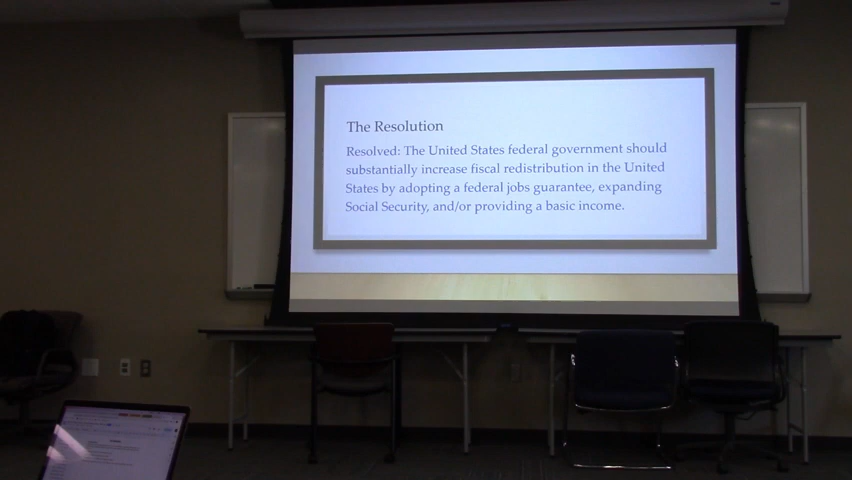 The Resolution
Resolved: The United States federal government should
substantially increase fiscal redistribution in the United
States by adopting a federal jobs guarantee, expanding
Social Security, and/or providing a basic income.